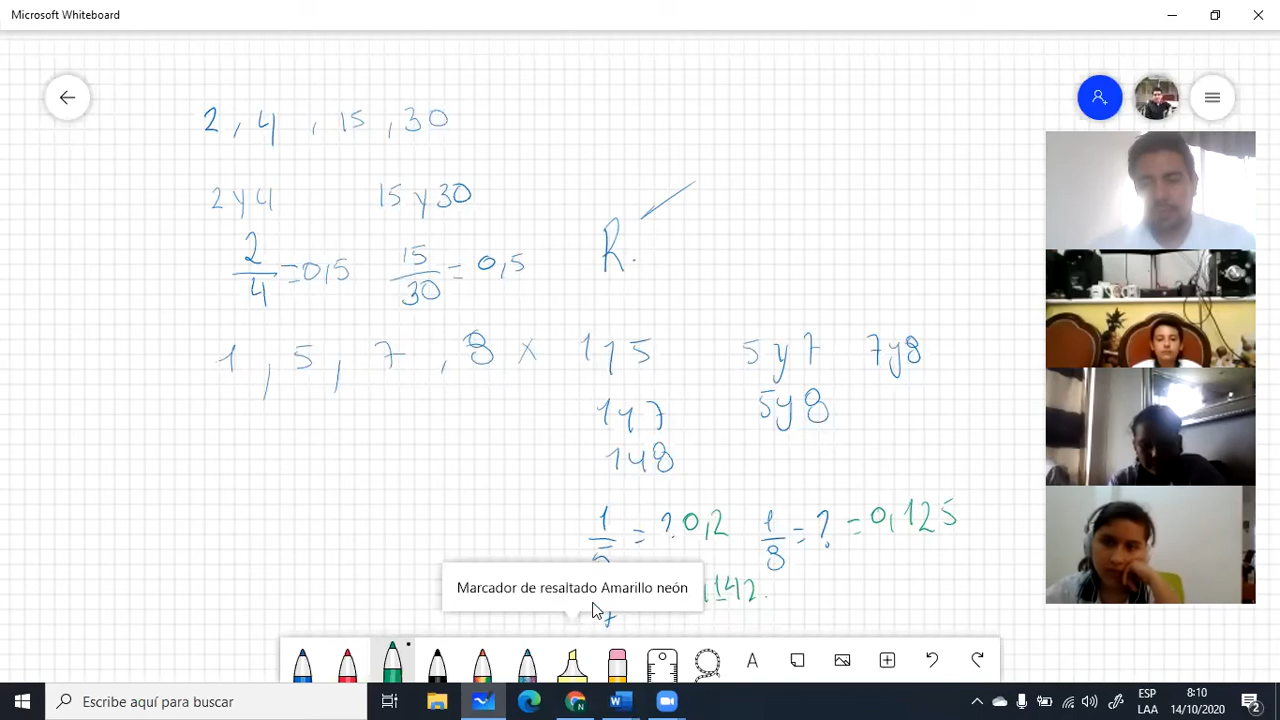 Microsoft Whiteboard
2 , 4 , 15 , 30
2 y 4 15 y 30
2/4 = 0,5 15/30 = 0,5 R.
1 , 5 , 7 , 8 x 1 y 5 5 y 7 7 y 8
1 y 7 5 y 8
1 y 8
1/5 = ? 0,2 1/8 = ? = 0,125
142.
7
Marcador de resaltado Amarillo neón
A
Escribe aquí para buscar
ESP
LAA
8:10
14/10/2020
2